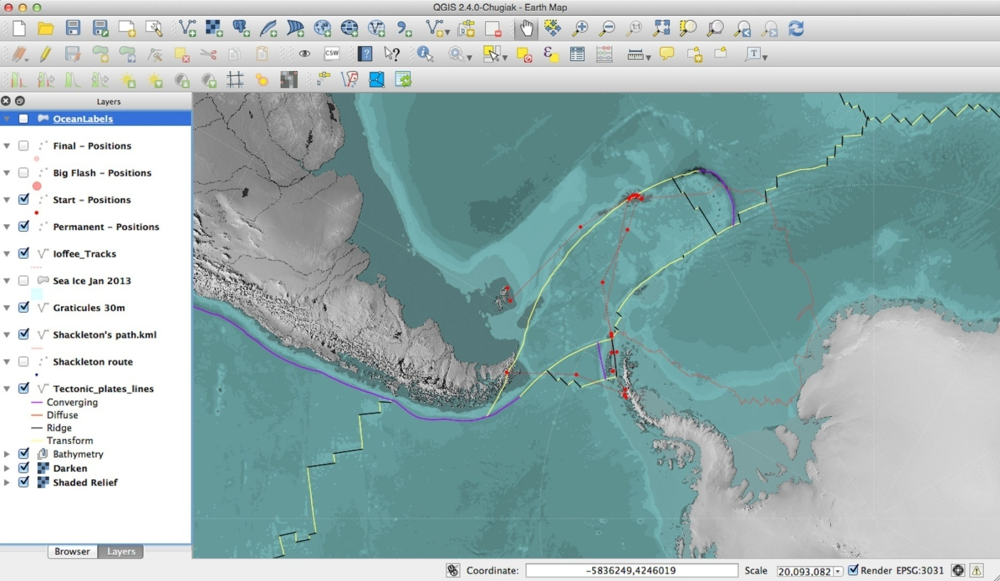 QGIS 2.4.0-Chugiak - Earth Map
1:1
CSW
?
?
T
Layers
OceanLabels
Final - Positions
Big Flash - Positions
Start - Positions
Permanent - Positions
Ioffee_Tracks
Sea Ice Jan 2013
Graticules 30m
Shackleton's path.kml
Shackleton route
Tectonic_plates_lines
Converging
Diffuse
Ridge
Transform
Bathymetry
Darken
Shaded Relief
Browser Layers
Coordinate: -5836249,4246019 Scale 20,093,082 Render EPSG:3031